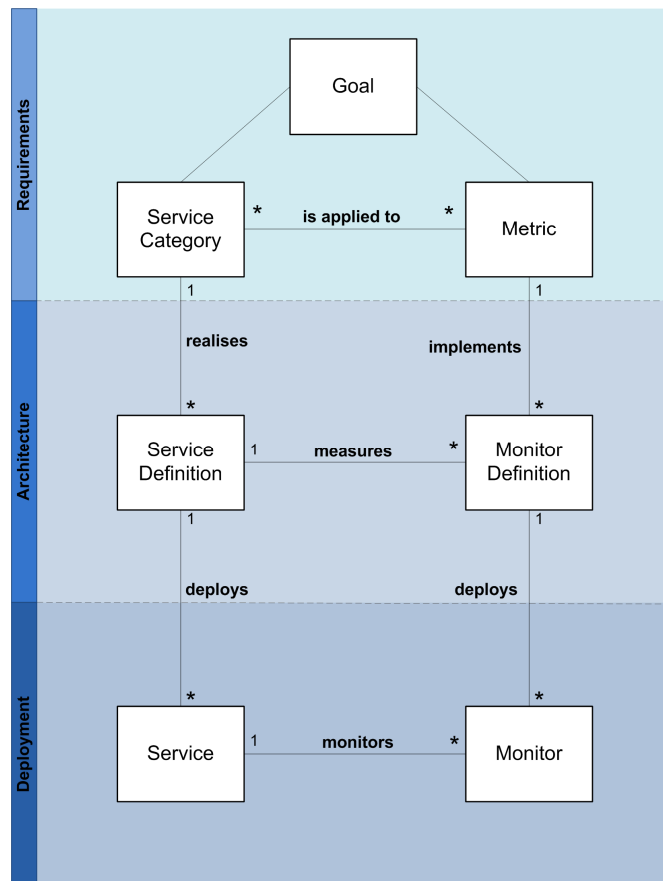 Requirements
Goal
Service
Category
*
is applied to
*
Metric
1
1
Architecture
realises
implements
*
*
Service
Definition
1
measures
*
Monitor
Definition
1
1
deploys
deploys
Deployment
*
*
Service
1
monitors
*
Monitor